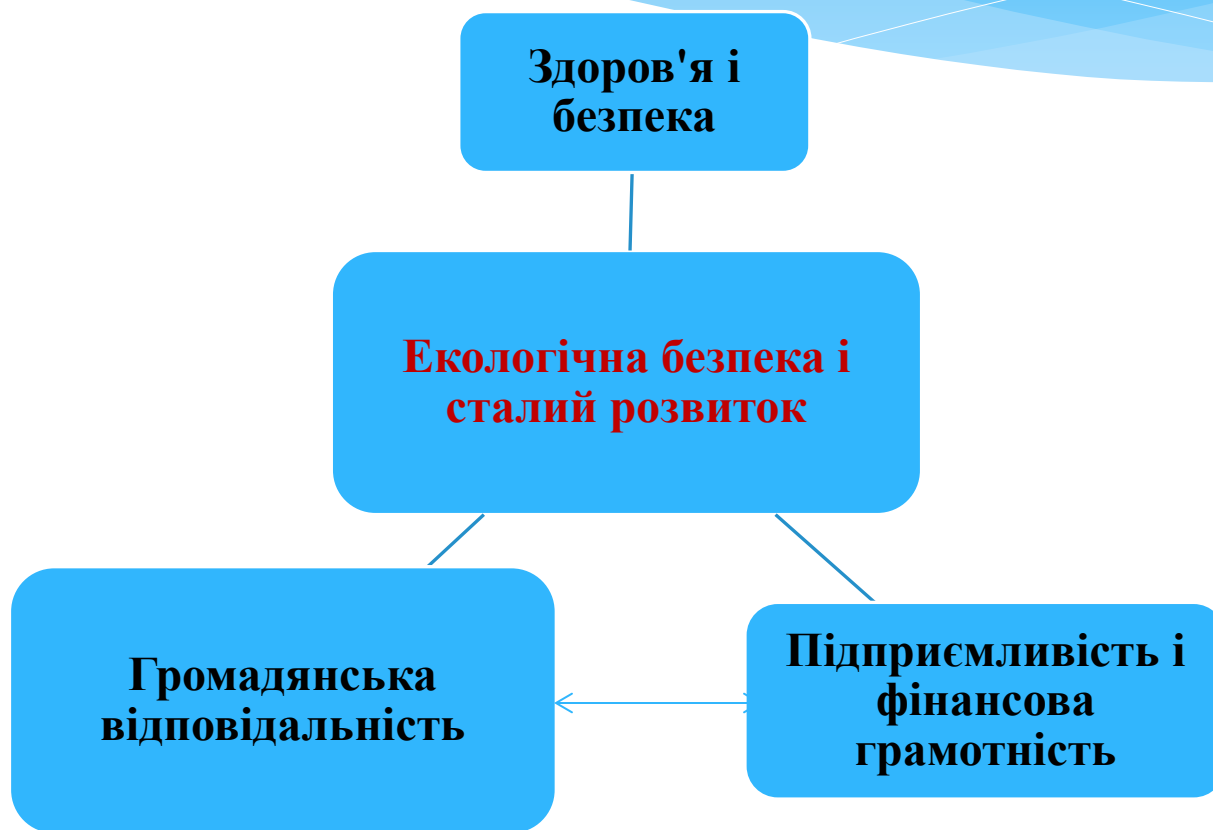 Здоров'я і
безпека
Екологічна безпека і
сталий розвиток
Громадянська
відповідальність
Підприємливість і
фінансова
грамотність